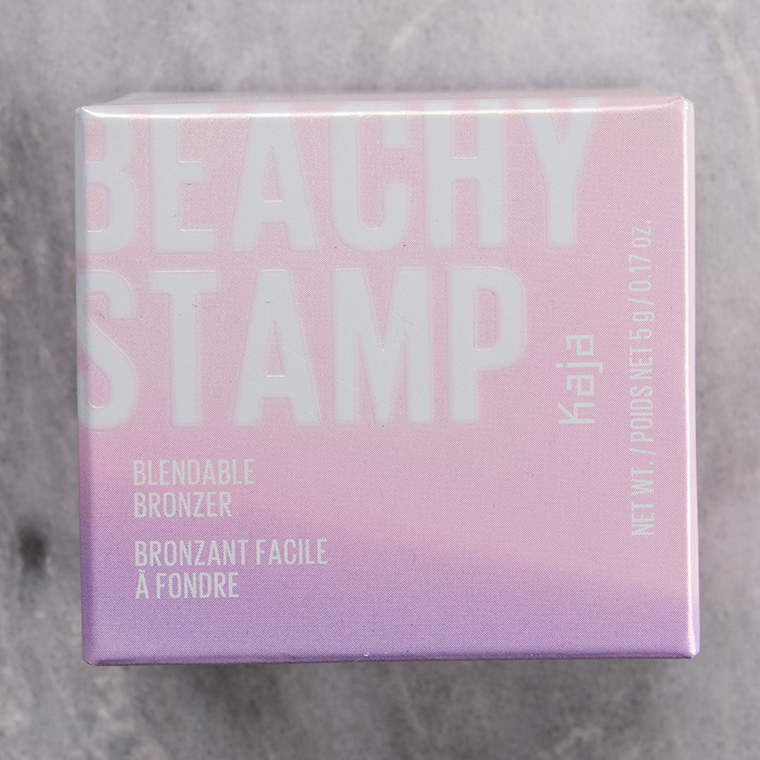 BEACHY
STAMP
BLENDABLE
BRONZER
BRONZANT FACILE
À FONDRE
Kaja
NET WT. / POIDS NET 5 g / 0.17 oz.